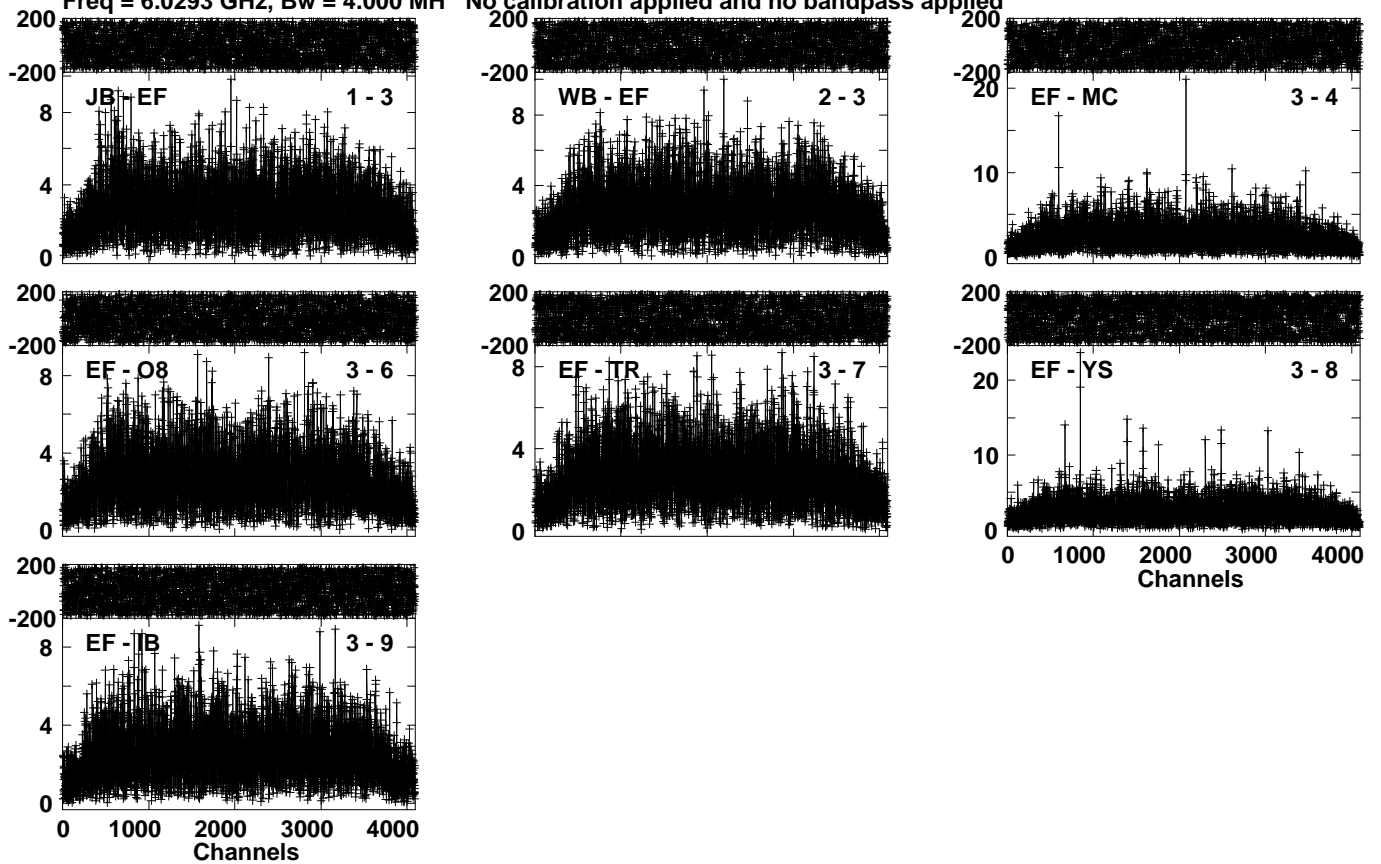 Freq = 6.0293 GHz, Bw = 4.000 MH No calibration applied and no bandpass applied
200 200 200
-200 -200 -200
JB - EF 1 - 3 WB - EF 2 - 3 EF - MC 3 - 4
8 8 20
4 4 10
0 0 0
200 200 200
-200 -200 -200
EF - O8 3 - 6 EF - TR 3 - 7 EF - YS 3 - 8
8 8 20
4 4 10
0 0 0
0 1000 2000 3000 4000
Channels
200
-200
EF - IB 3 - 9
8
4
0
0 1000 2000 3000 4000
Channels